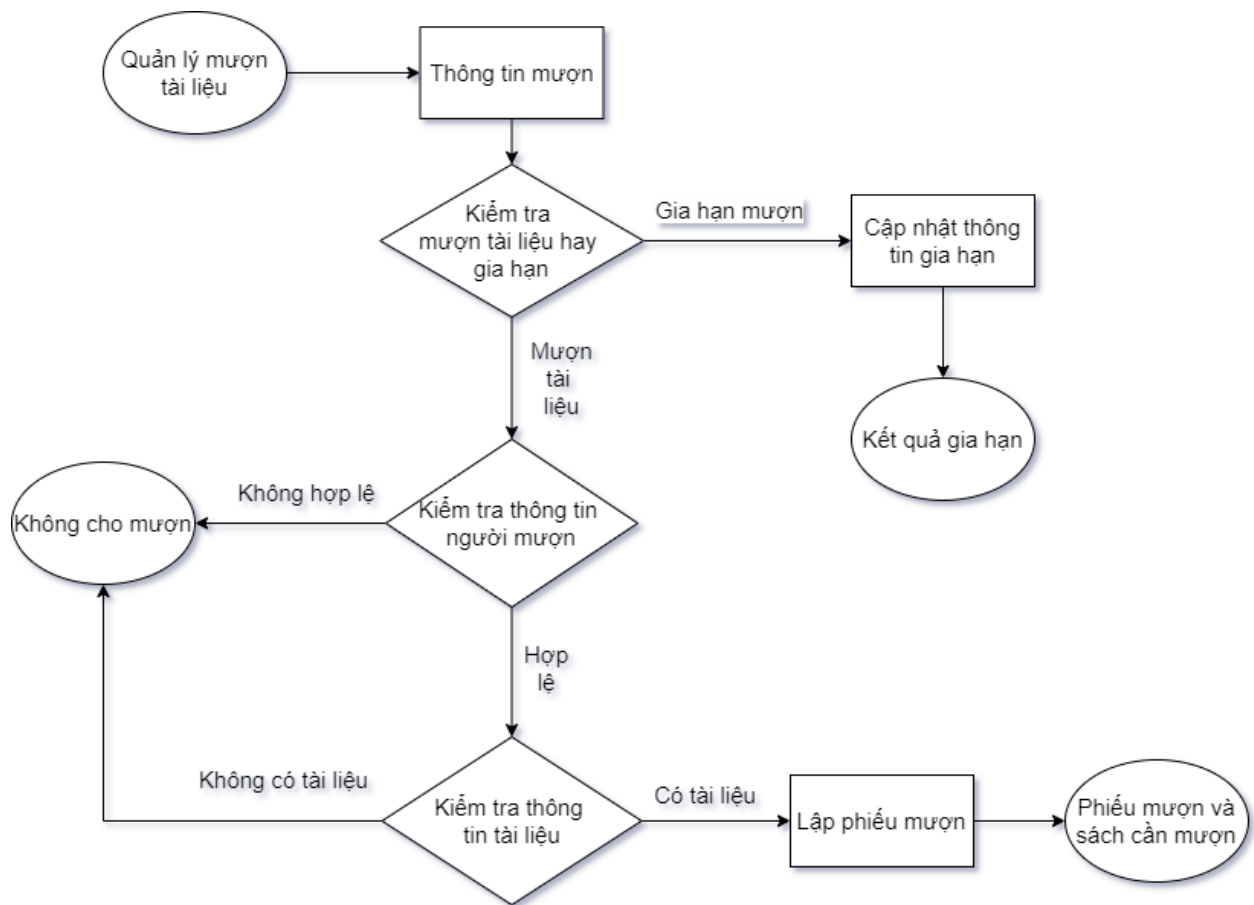 Quản lý mượn
tài liệu
Thông tin mượn
Kiểm tra
mượn tài liệu hay
gia hạn
Gia hạn mượn
Cập nhật thông
tin gia hạn
Mượn
tài
liệu
Kết quả gia hạn
Không cho mượn
Không hợp lệ
Kiểm tra thông tin
người mượn
Hợp
lệ
Không có tài liệu
Kiểm tra thông
tin tài liệu
Có tài liệu
Lập phiếu mượn
Phiếu mượn và
sách cần mượn